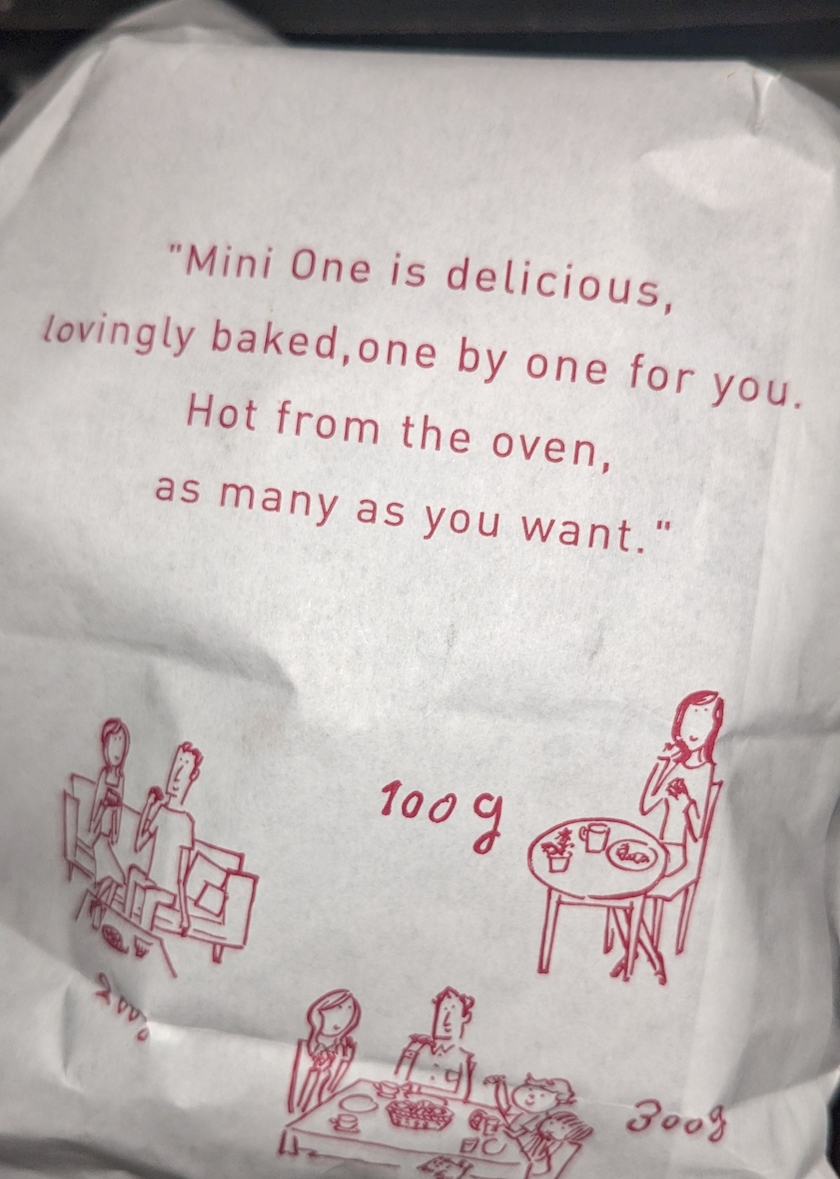 "Mini One is delicious,
lovingly baked,one by one for you.
Hot from the oven,
as many as you want."
100g
200g
300g